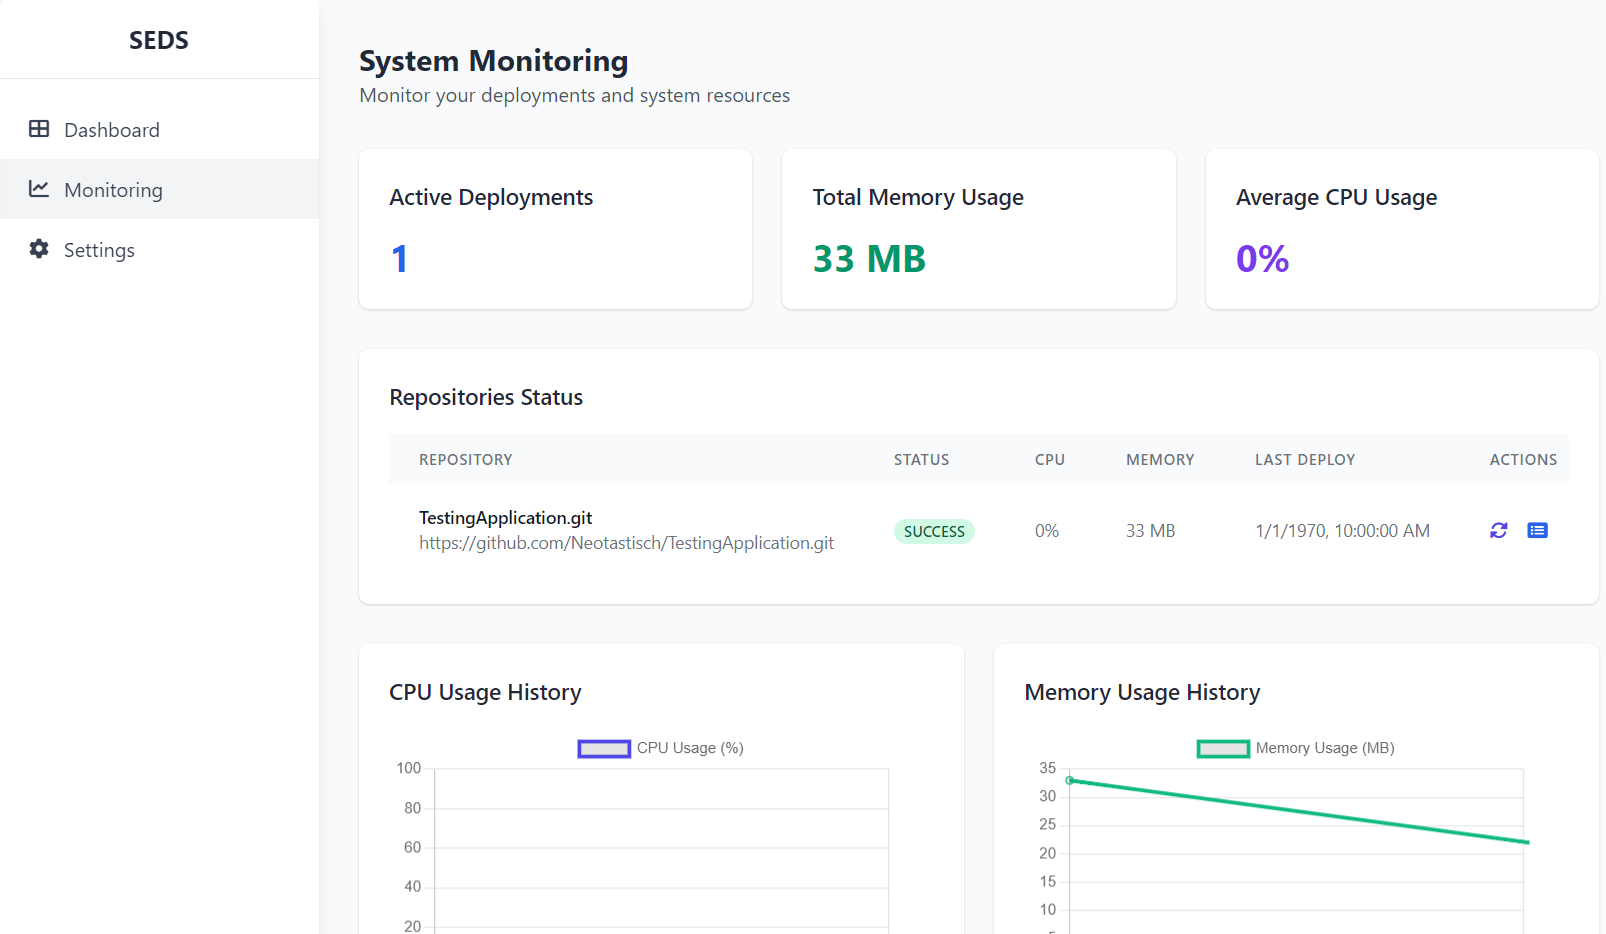 SEDS
Dashboard
Monitoring
Settings
System Monitoring
Monitor your deployments and system resources
Active Deployments
1
Total Memory Usage
33 MB
Average CPU Usage
0%
Repositories Status
REPOSITORY STATUS CPU MEMORY LAST DEPLOY ACTIONS
TestingApplication.git
https://github.com/Neotastisch/TestingApplication.git
SUCCESS 0% 33 MB 1/1/1970, 10:00:00 AM
CPU Usage History
CPU Usage (%)
100
80
60
40
20
Memory Usage History
Memory Usage (MB)
35
30
25
20
15
10